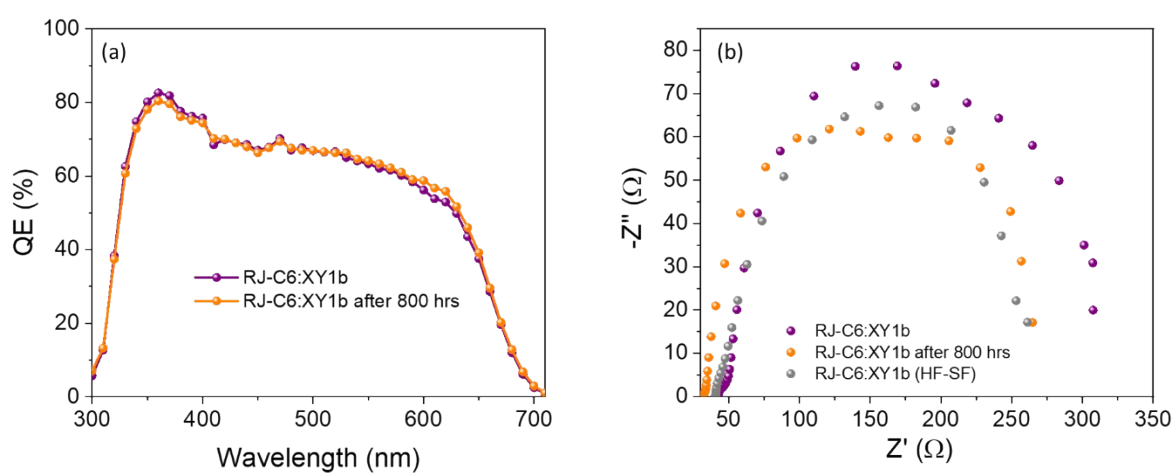 (a)
QE (%)
100
80
60
40
20
0
RJ-C6:XY1b
RJ-C6:XY1b after 800 hrs
300 400 500 600 700
Wavelength (nm)
(b)
-Z" (Ω)
80
70
60
50
40
30
20
10
0
RJ-C6:XY1b
RJ-C6:XY1b after 800 hrs
RJ-C6:XY1b (HF-SF)
50 100 150 200 250 300 350
Z' (Ω)